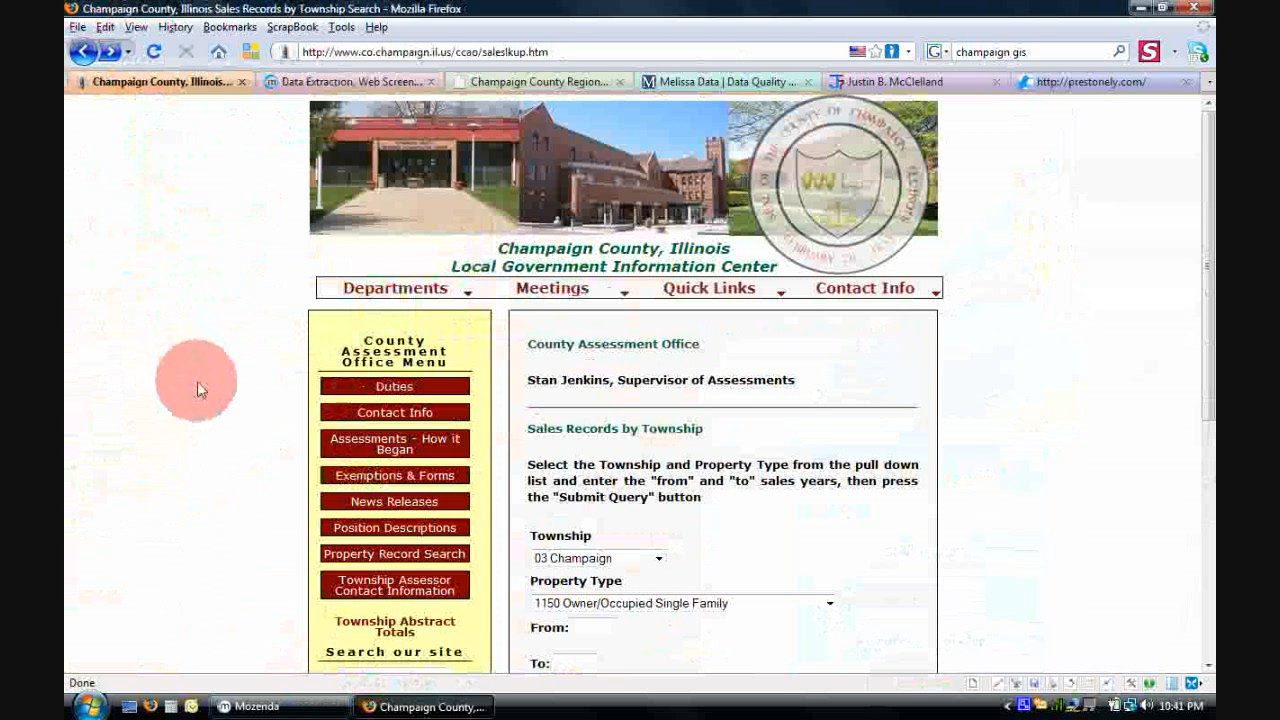 Champaign County, Illinois Sales Records by Township Search - Mozilla Firefox
File Edit View History Bookmarks ScrapBook Tools Help
http://www.co.champaign.il.us/ccao/saleslkup.htm
champaign gis
Champaign County, Illinois...
Data Extraction, Web Screen...
Champaign County Region...
Melissa Data | Data Quality ...
Justin B. McClelland
http://prestonely.com/
Champaign County, Illinois
Local Government Information Center
Departments Meetings Quick Links Contact Info
County
Assessment
Office Menu
Duties
Contact Info
Assessments - How it
Began
Exemptions & Forms
News Releases
Position Descriptions
Property Record Search
Township Assessor
Contact Information
Township Abstract
Totals
Search our site
County Assessment Office
Stan Jenkins, Supervisor of Assessments
Sales Records by Township
Select the Township and Property Type from the pull down
list and enter the "from" and "to" sales years, then press
the "Submit Query" button
Township
03 Champaign
Property Type
1150 Owner/Occupied Single Family
From:
To:
Done
Mozenda
Champaign County,...
10:41 PM